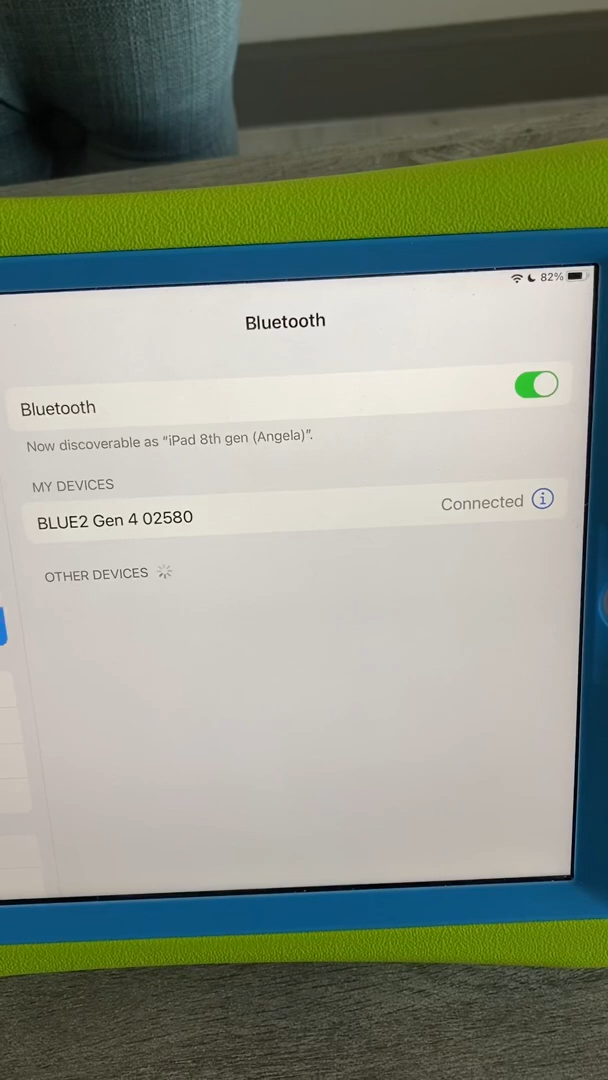 82%
Bluetooth
Bluetooth
Now discoverable as “iPad 8th gen (Angela)”.
MY DEVICES
BLUE2 Gen 4 02580 Connected
OTHER DEVICES